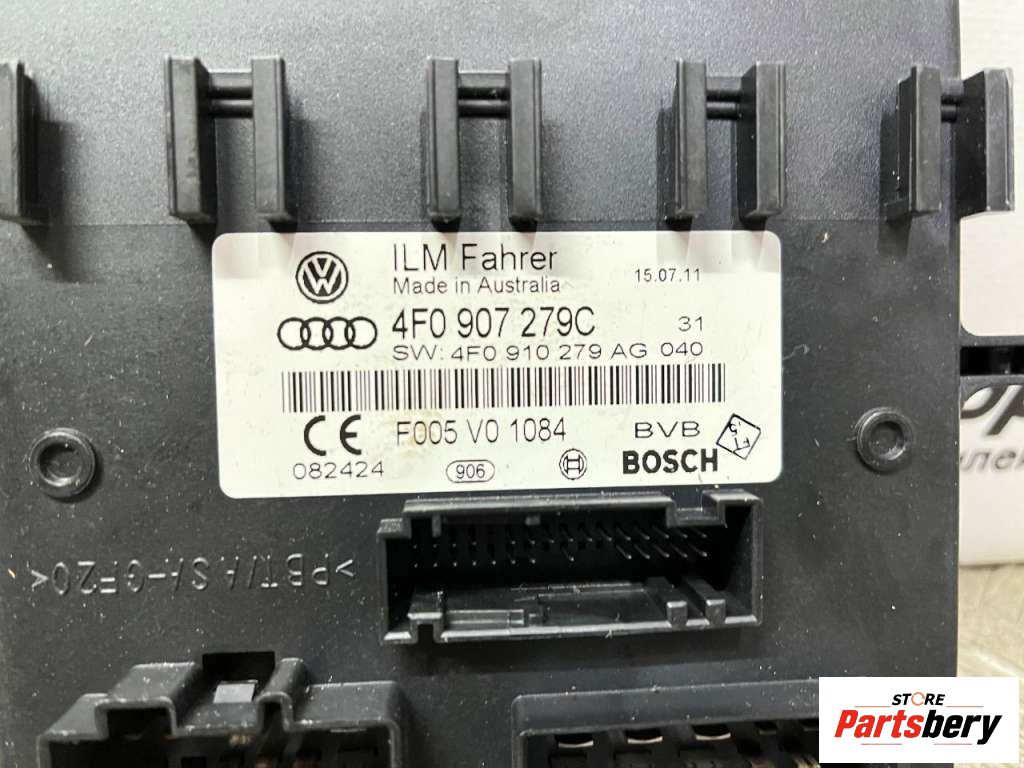 ILM Fahrer
Made in Australia
15.07.11
4F0 907 279C
31
SW: 4F0 910 279 AG 040
CE
F005 V0 1084
BVB
082424
906
BOSCH
>PBT/ASA-GF20<
STORE
Partsbery